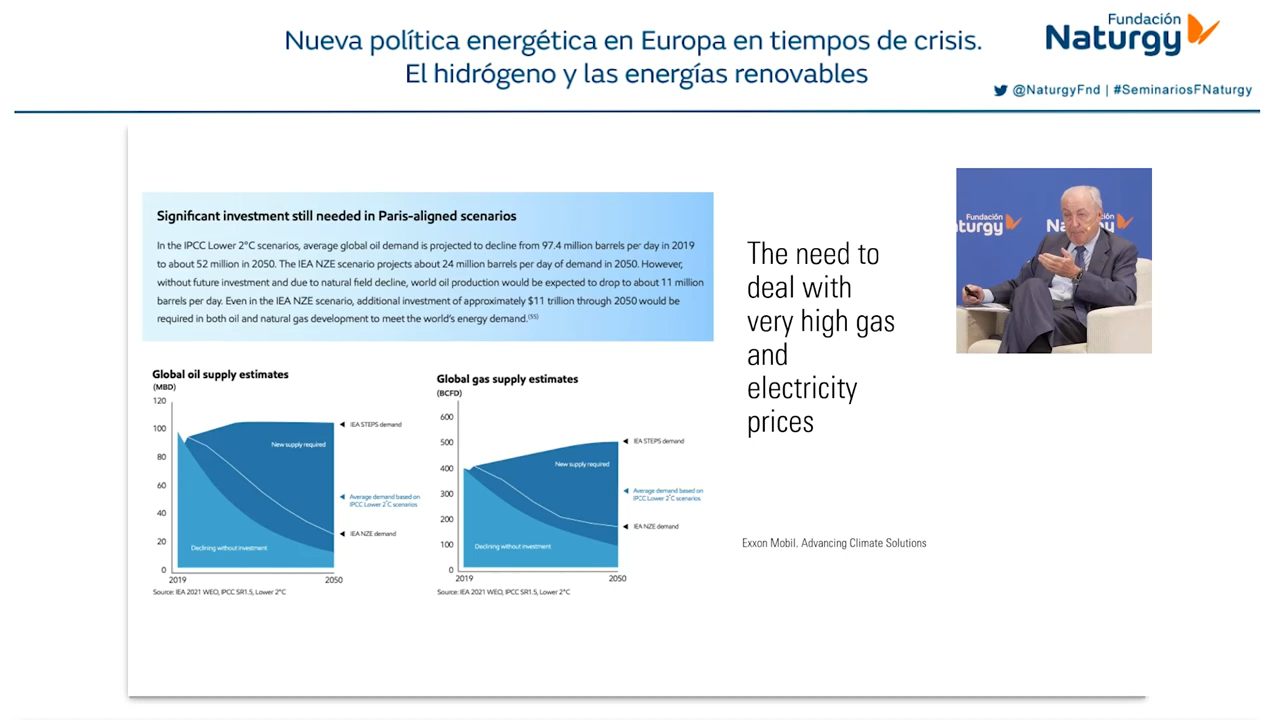 Nueva política energética en Europa en tiempos de crisis.
El hidrógeno y las energías renovables
Fundación
Naturgy
@NaturgyFnd | #SeminariosFNaturgy
Significant investment still needed in Paris-aligned scenarios
In the IPCC Lower 2°C scenarios, average global oil demand is projected to decline from 97.4 million barrels per day in 2019
to about 52 million in 2050. The IEA NZE scenario projects about 24 million barrels per day of demand in 2050. However,
without future investment and due to natural field decline, world oil production would be expected to drop to about 11 million
barrels per day. Even in the IEA NZE scenario, additional investment of approximately $11 trillion through 2050 would be
required in both oil and natural gas development to meet the world's energy demand.(55)
Global oil supply estimates
(MBD)
120
100
80
60
40
20
0
2019
2050
IEA STEPS demand
New supply required
Average demand based on
IPCC Lower 2°C scenarios
IEA NZE demand
Declining without investment
Source: IEA 2021 WEO, IPCC SR1.5, Lower 2°C
Global gas supply estimates
(BCFD)
600
500
400
300
200
100
0
2019
2050
IEA STEPS demand
New supply required
Average demand based on
IPCC Lower 2°C scenarios
IEA NZE demand
Declining without investment
Source: IEA 2021 WEO, IPCC SR1.5, Lower 2°C
The need to
deal with
very high gas
and
electricity
prices
Exxon Mobil. Advancing Climate Solutions
Fundación
turgy